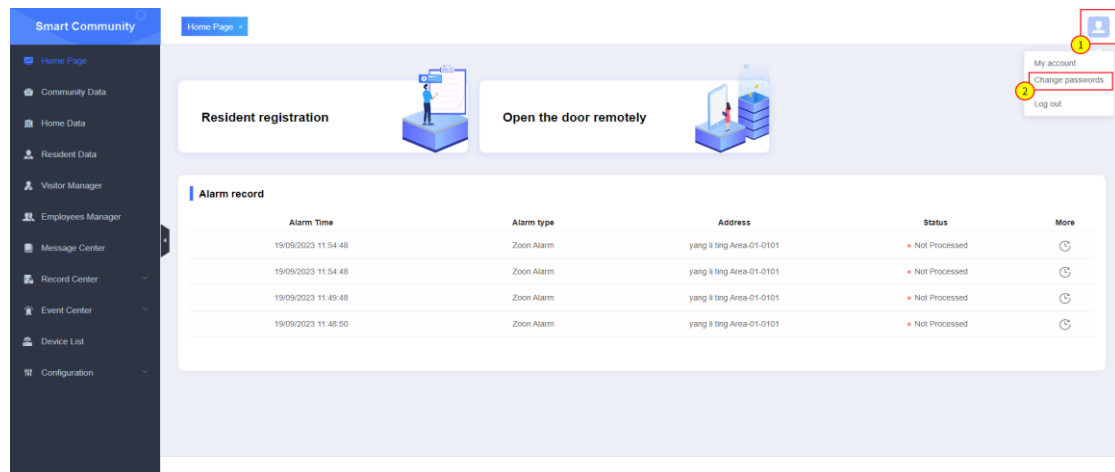 Smart Community
Home Page ×
1
Home Page
Community Data
Home Data
Resident Data
Visitor Manager
Employees Manager
Message Center
Record Center
Event Center
Device List
Configuration
My account
2
Change passwords
Log out
Resident registration
Open the door remotely
Alarm record
Alarm Time Alarm type Address Status More
19/09/2023 11:54:48 Zoon Alarm yang li ting Area-01-0101 Not Processed
19/09/2023 11:54:48 Zoon Alarm yang li ting Area-01-0101 Not Processed
19/09/2023 11:49:48 Zoon Alarm yang li ting Area-01-0101 Not Processed
19/09/2023 11:48:50 Zoon Alarm yang li ting Area-01-0101 Not Processed